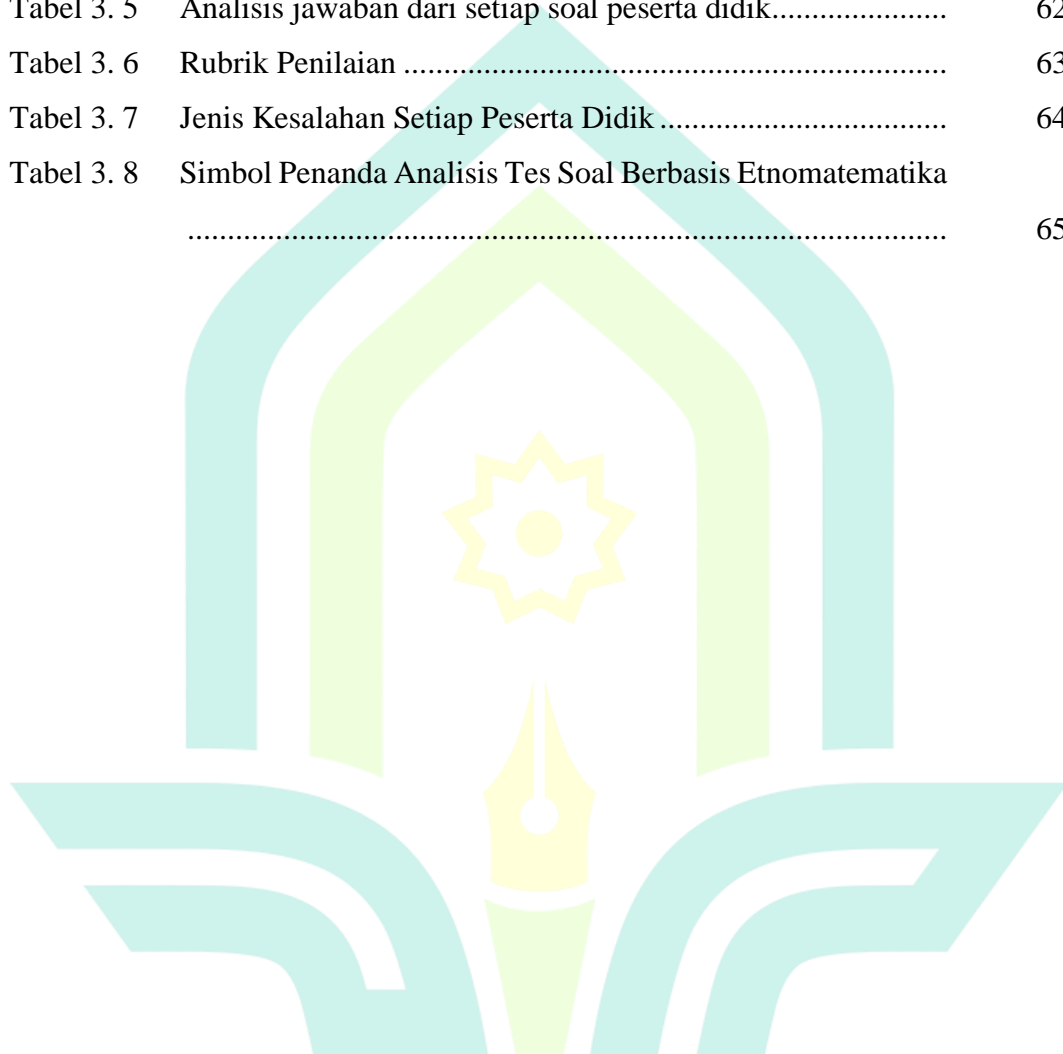 Tabel 3. 5 Analisis jawaban dari setiap soal peserta didik...................... 62
Tabel 3. 6 Rubrik Penilaian .................................................................... 63
Tabel 3. 7 Jenis Kesalahan Setiap Peserta Didik .................................... 64
Tabel 3. 8 Simbol Penanda Analisis Tes Soal Berbasis Etnomatematika
............................................................................................... 65